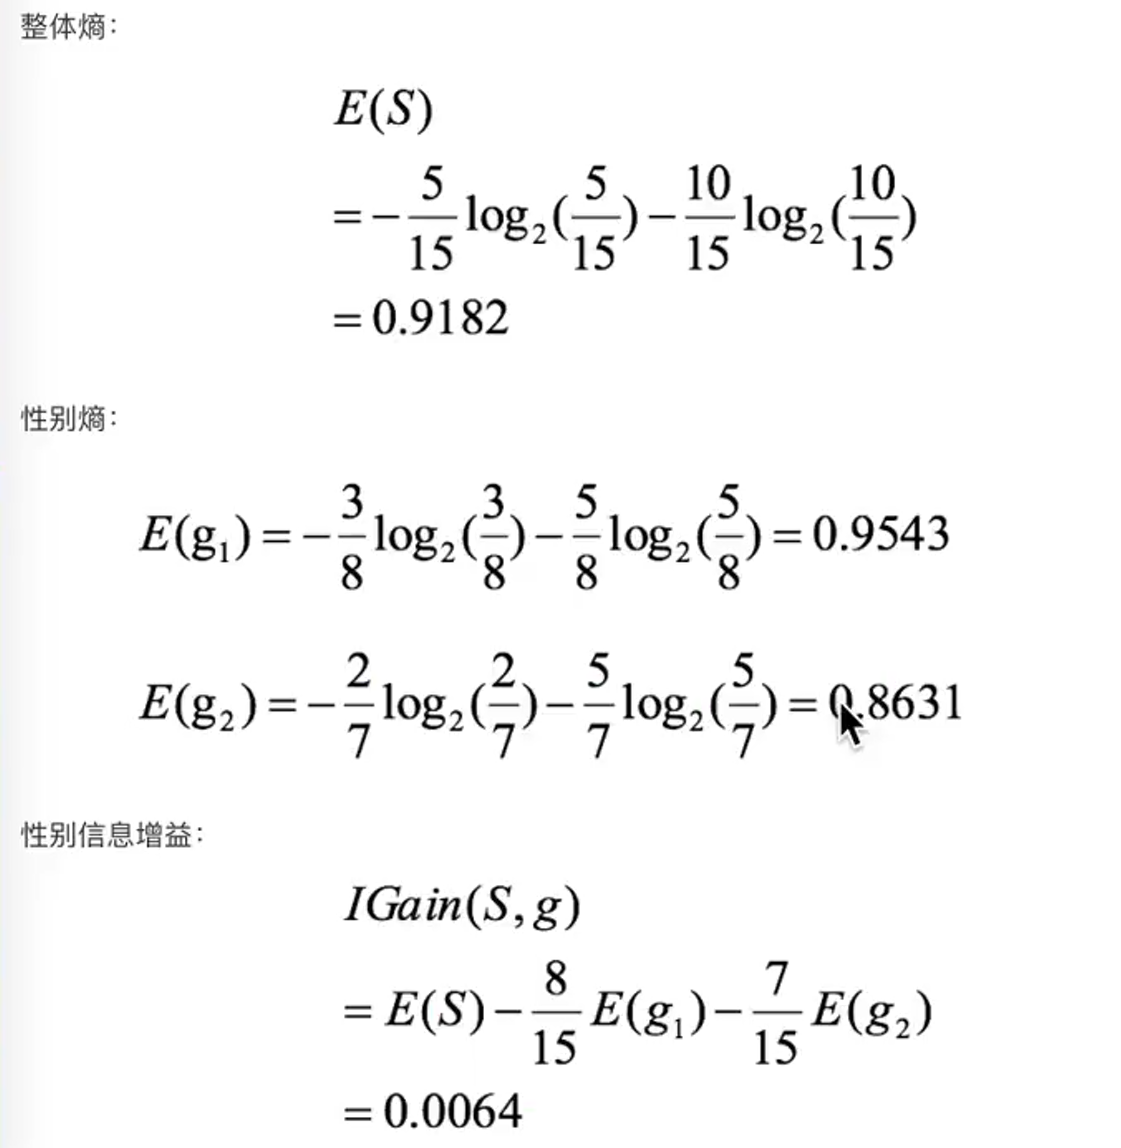 整体熵:
E(S)
= -\frac{5}{15}\log_2(\frac{5}{15}) - \frac{10}{15}\log_2(\frac{10}{15})
= 0.9182
性别熵:
E(g_1) = -\frac{3}{8}\log_2(\frac{3}{8}) - \frac{5}{8}\log_2(\frac{5}{8}) = 0.9543
E(g_2) = -\frac{2}{7}\log_2(\frac{2}{7}) - \frac{5}{7}\log_2(\frac{5}{7}) = 0.8631
性别信息增益:
IGain(S, g)
= E(S) - \frac{8}{15}E(g_1) - \frac{7}{15}E(g_2)
= 0.0064